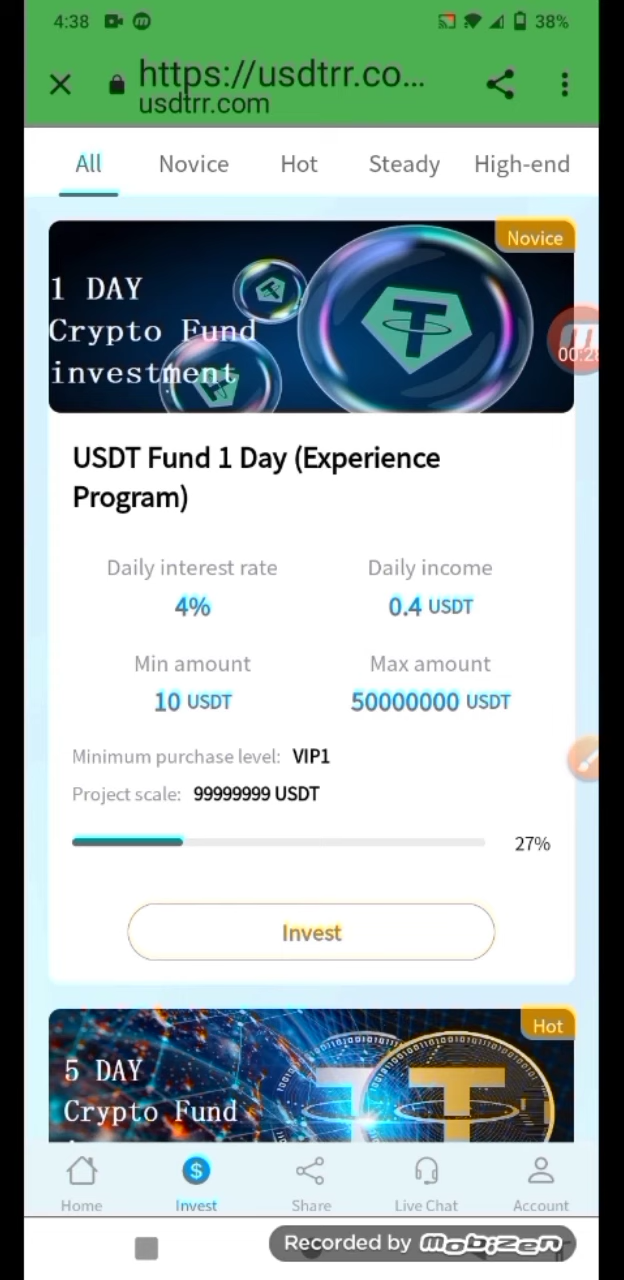 4:38
38%
https://usdtrr.co...
usdtrr.com
All Novice Hot Steady High-end
Novice
1 DAY
Crypto Fund
investment
USDT Fund 1 Day (Experience
Program)
Daily interest rate Daily income
4% 0.4 USDT
Min amount Max amount
10 USDT 50000000 USDT
Minimum purchase level: VIP1
Project scale: 99999999 USDT
27%
Invest
Hot
5 DAY
Crypto Fund
Home Invest Share Live Chat Account
Recorded by mobizen